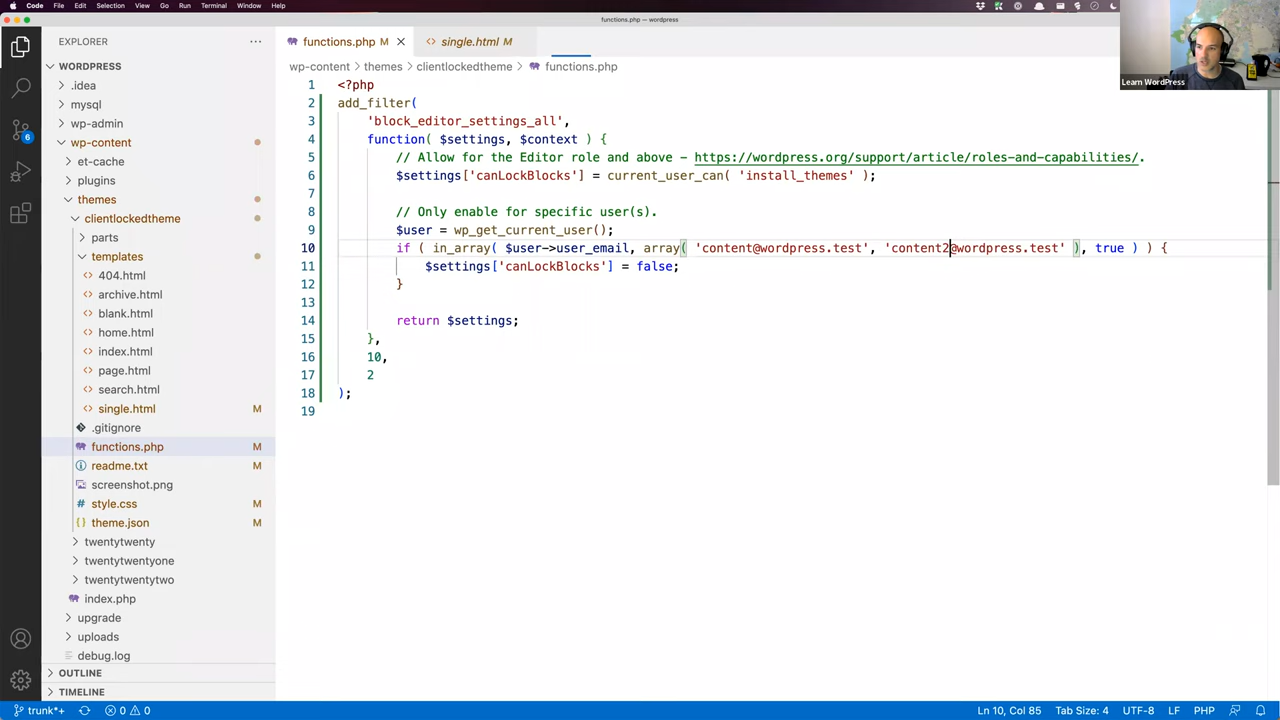 Code File Edit Selection View Go Run Terminal Window Help
functions.php — wordpress
EXPLORER
functions.php M
single.html M
WORDPRESS
wp-content > themes > clientlockedtheme > functions.php
.idea
mysql
wp-admin
wp-content
et-cache
plugins
themes
clientlockedtheme
parts
templates
404.html
archive.html
blank.html
home.html
index.html
page.html
search.html
single.html M
.gitignore
functions.php M
readme.txt M
screenshot.png
style.css M
theme.json M
twentytwenty
twentytwentyone
twentytwentytwo
index.php
upgrade
uploads
debug.log
OUTLINE
TIMELINE
6
1 <?php
2 add_filter(
3 'block_editor_settings_all',
4 function( $settings, $context ) {
5 // Allow for the Editor role and above - https://wordpress.org/support/article/roles-and-capabilities/.
6 $settings['canLockBlocks'] = current_user_can( 'install_themes' );
7
8 // Only enable for specific user(s).
9 $user = wp_get_current_user();
10 if ( in_array( $user->user_email, array( 'content@wordpress.test', 'content2@wordpress.test' ), true ) ) {
11 $settings['canLockBlocks'] = false;
12 }
13
14 return $settings;
15 },
16 10,
17 2
18 );
19
Learn WordPress
trunk*+ 0 0
Ln 10, Col 85 Tab Size: 4 UTF-8 LF PHP